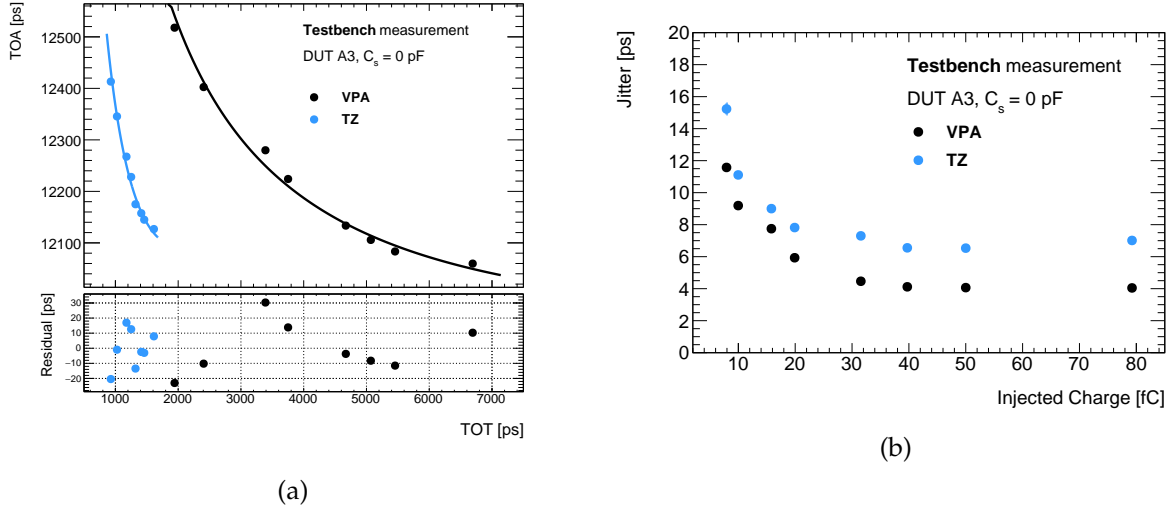 TOA [ps]
12500
12400
12300
12200
12100
Testbench measurement
DUT A3, C_s = 0 pF
VPA
TZ
Residual [ps]
30
20
10
0
−10
−20
1000 2000 3000 4000 5000 6000 7000
TOT [ps]
(a)
Jitter [ps]
20
18
16
14
12
10
8
6
4
2
0
Testbench measurement
DUT A3, C_s = 0 pF
VPA
TZ
10 20 30 40 50 60 70 80
Injected Charge [fC]
(b)